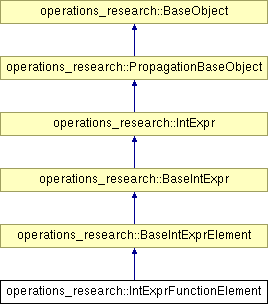 operations_research::BaseObject
operations_research::PropagationBaseObject
operations_research::IntExpr
operations_research::BaseIntExpr
operations_research::BaseIntExprElement
operations_research::IntExprFunctionElement